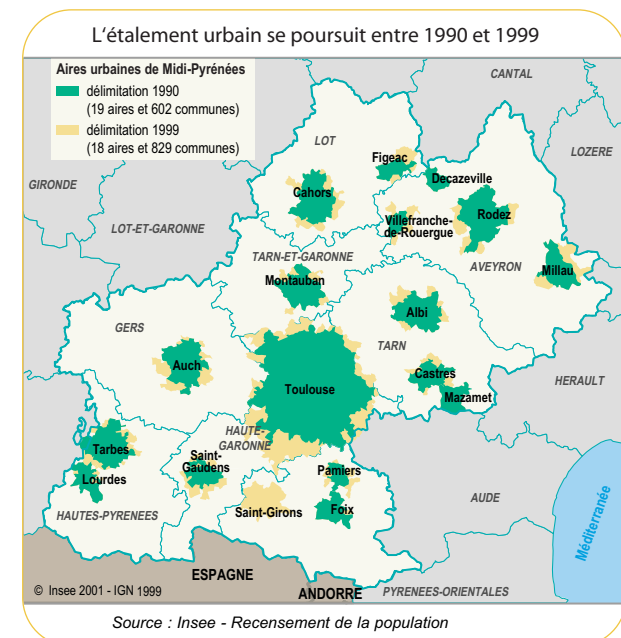 L'étalement urbain se poursuit entre 1990 et 1999
Aires urbaines de Midi-Pyrénées
délimitation 1990
(19 aires et 602 communes)
délimitation 1999
(18 aires et 829 communes)
CANTAL
LOT
LOZERE
GIRONDE
Figeac
Decazeville
Cahors
Rodez
Villefranche-
de-Rouergue
LOT-ET-GARONNE
TARN-ET-GARONNE
AVEYRON
Millau
Montauban
Albi
GERS
TARN
Auch
Castres
HERAULT
Toulouse
Mazamet
HAUTE-
GARONNE
Tarbes
Saint-
Gaudens
Pamiers
Lourdes
AUDE
Saint-Girons
Foix
HAUTES-PYRENEES
Méditerranée
ESPAGNE
© Insee 2001 - IGN 1999
ANDORRE
PYRENEES-ORIENTALES
Source : Insee - Recensement de la population